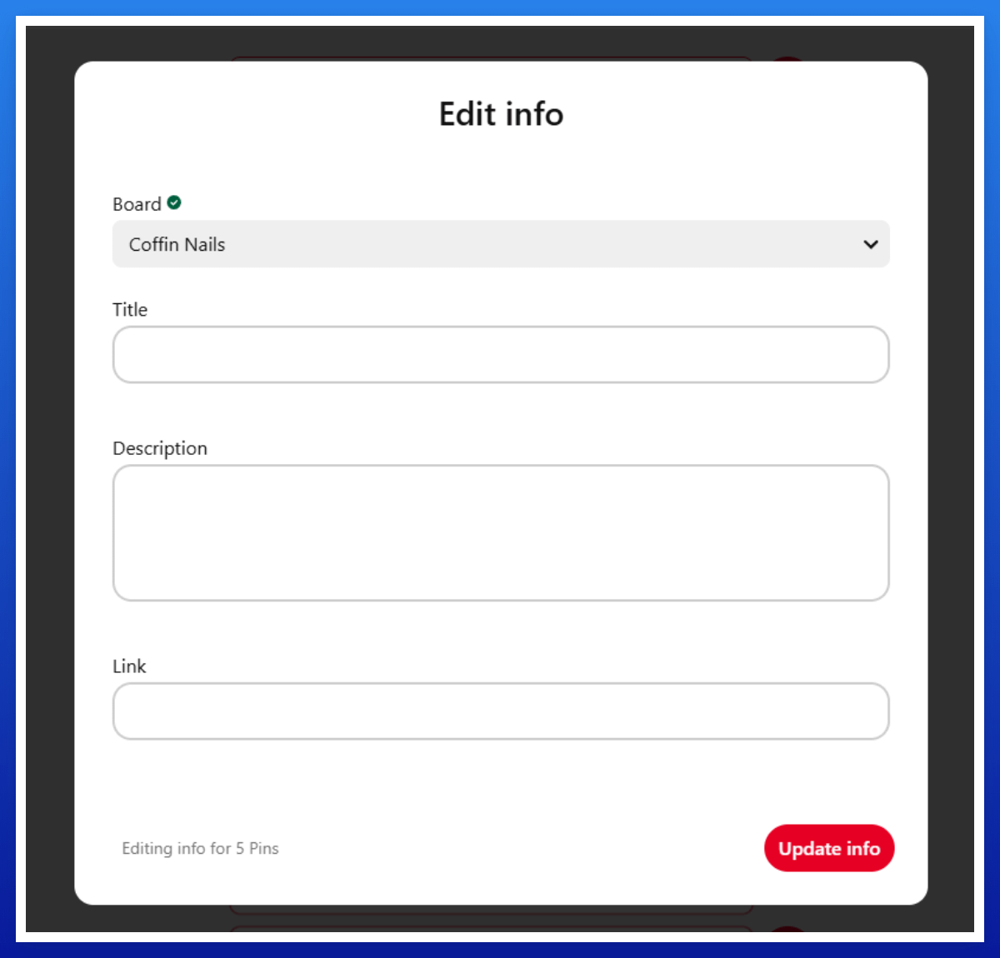 Edit info
Board
Coffin Nails
Title
Description
Link
Editing info for 5 Pins
Update info